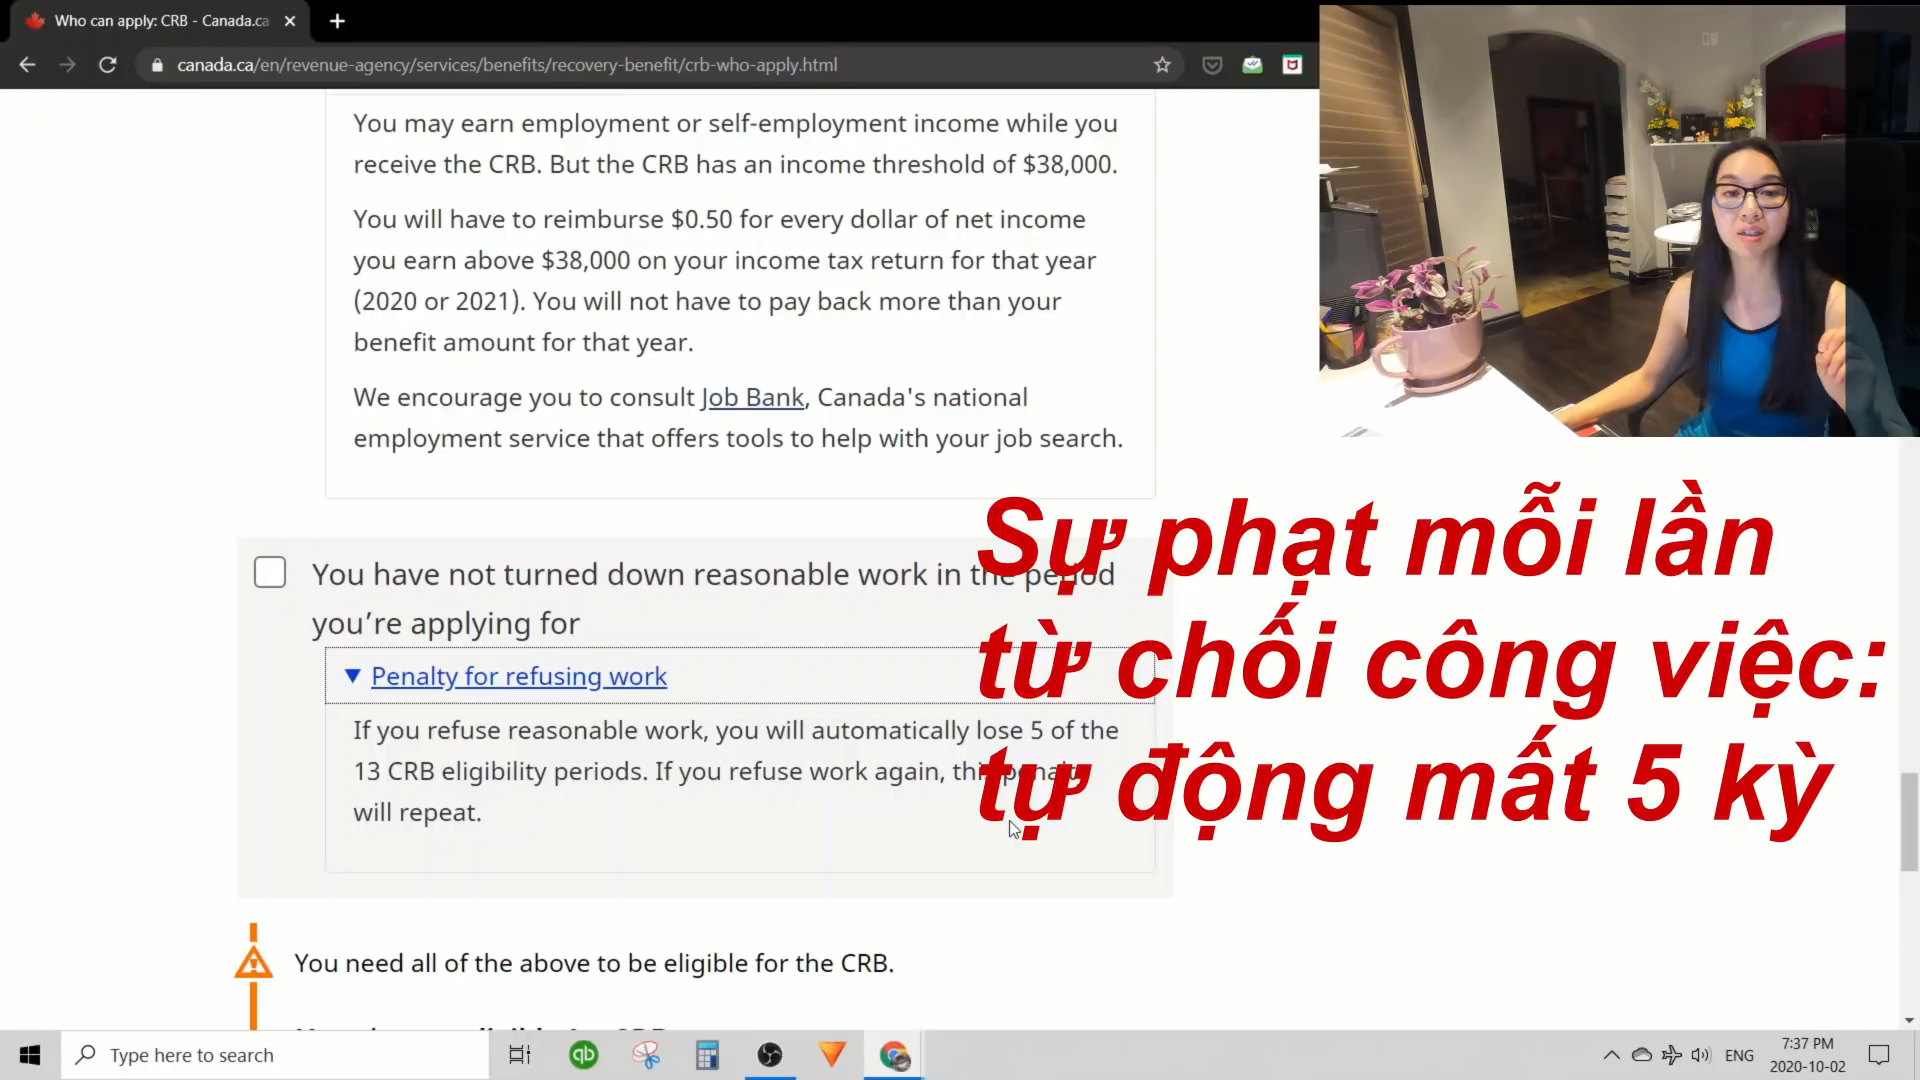 Who can apply: CRB - Canada.ca
canada.ca/en/revenue-agency/services/benefits/recovery-benefit/crb-who-apply.html
You may earn employment or self-employment income while you
receive the CRB. But the CRB has an income threshold of $38,000.
You will have to reimburse $0.50 for every dollar of net income
you earn above $38,000 on your income tax return for that year
(2020 or 2021). You will not have to pay back more than your
benefit amount for that year.
We encourage you to consult Job Bank, Canada's national
employment service that offers tools to help with your job search.
You have not turned down reasonable work in the period
you’re applying for
Penalty for refusing work
If you refuse reasonable work, you will automatically lose 5 of the
13 CRB eligibility periods. If you refuse work again, this penalty
will repeat.
Sự phạt mỗi lần
từ chối công việc:
tự động mất 5 kỳ
You need all of the above to be eligible for the CRB.
Type here to search
qb
ENG
7:37 PM
2020-10-02